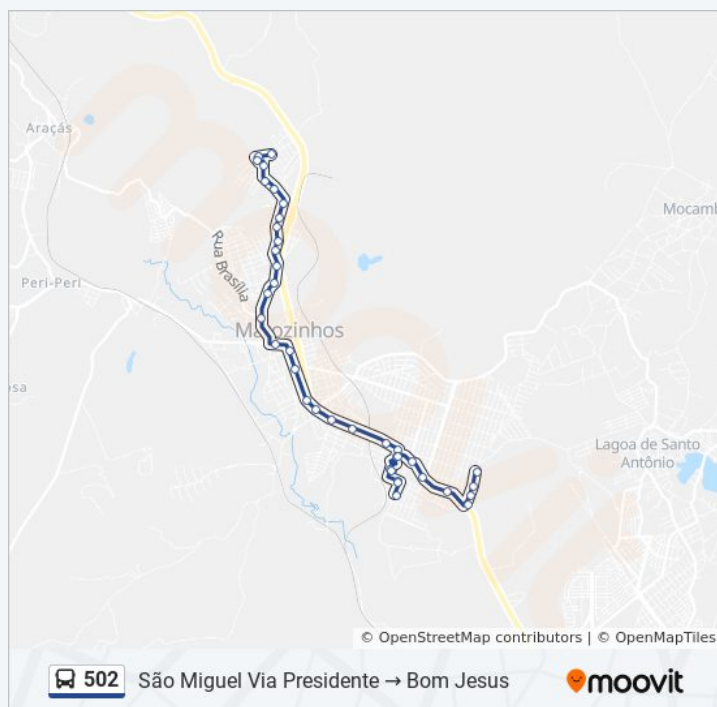 Araçás
Mocamb
Rua Brasília
Peri-Peri
Matozinhos
osa
Lagoa de Santo
Antônio
© OpenStreetMap contributors | © OpenMapTiles
502 São Miguel Via Presidente → Bom Jesus moovit